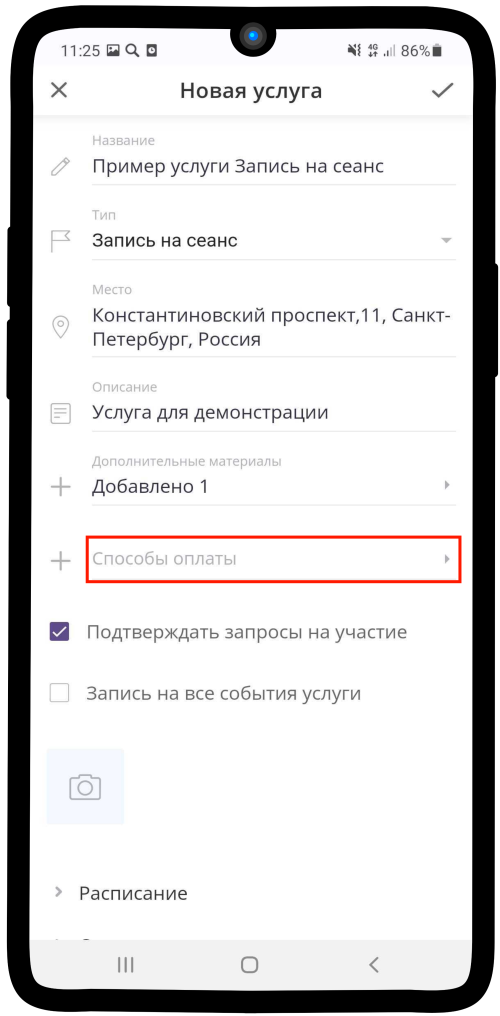 11:25
4G
86%
Новая услуга
Название
Пример услуги Запись на сеанс
Тип
Запись на сеанс
Место
Константиновский проспект,11, Санкт-
Петербург, Россия
Описание
Услуга для демонстрации
Дополнительные материалы
Добавлено 1
Способы оплаты
Подтверждать запросы на участие
Запись на все события услуги
Расписание